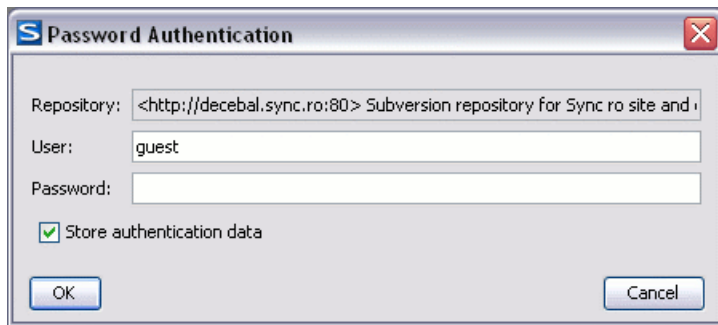 S Password Authentication
Repository: <http://decebal.sync.ro:80> Subversion repository for Sync ro site and
User: guest
Password:
Store authentication data
OK Cancel